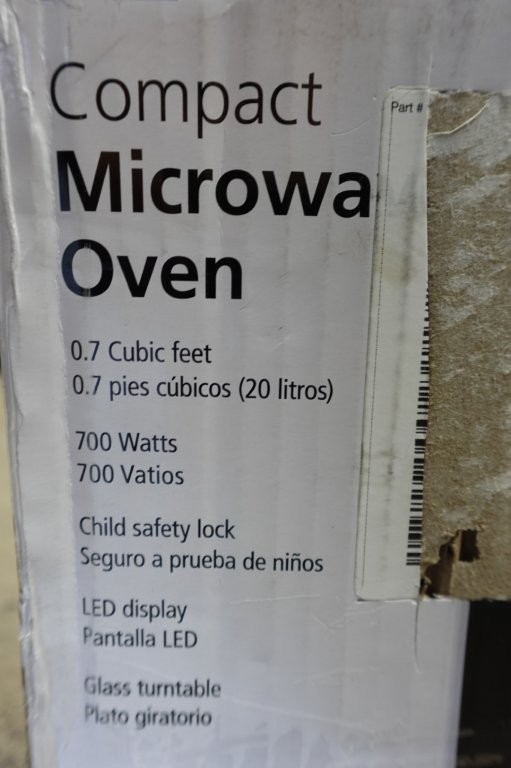 Compact
Part #
Microwa
Oven
0.7 Cubic feet
0.7 pies cúbicos (20 litros)
700 Watts
700 Vatios
Child safety lock
Seguro a prueba de niños
LED display
Pantalla LED
Glass turntable
Plato giratorio